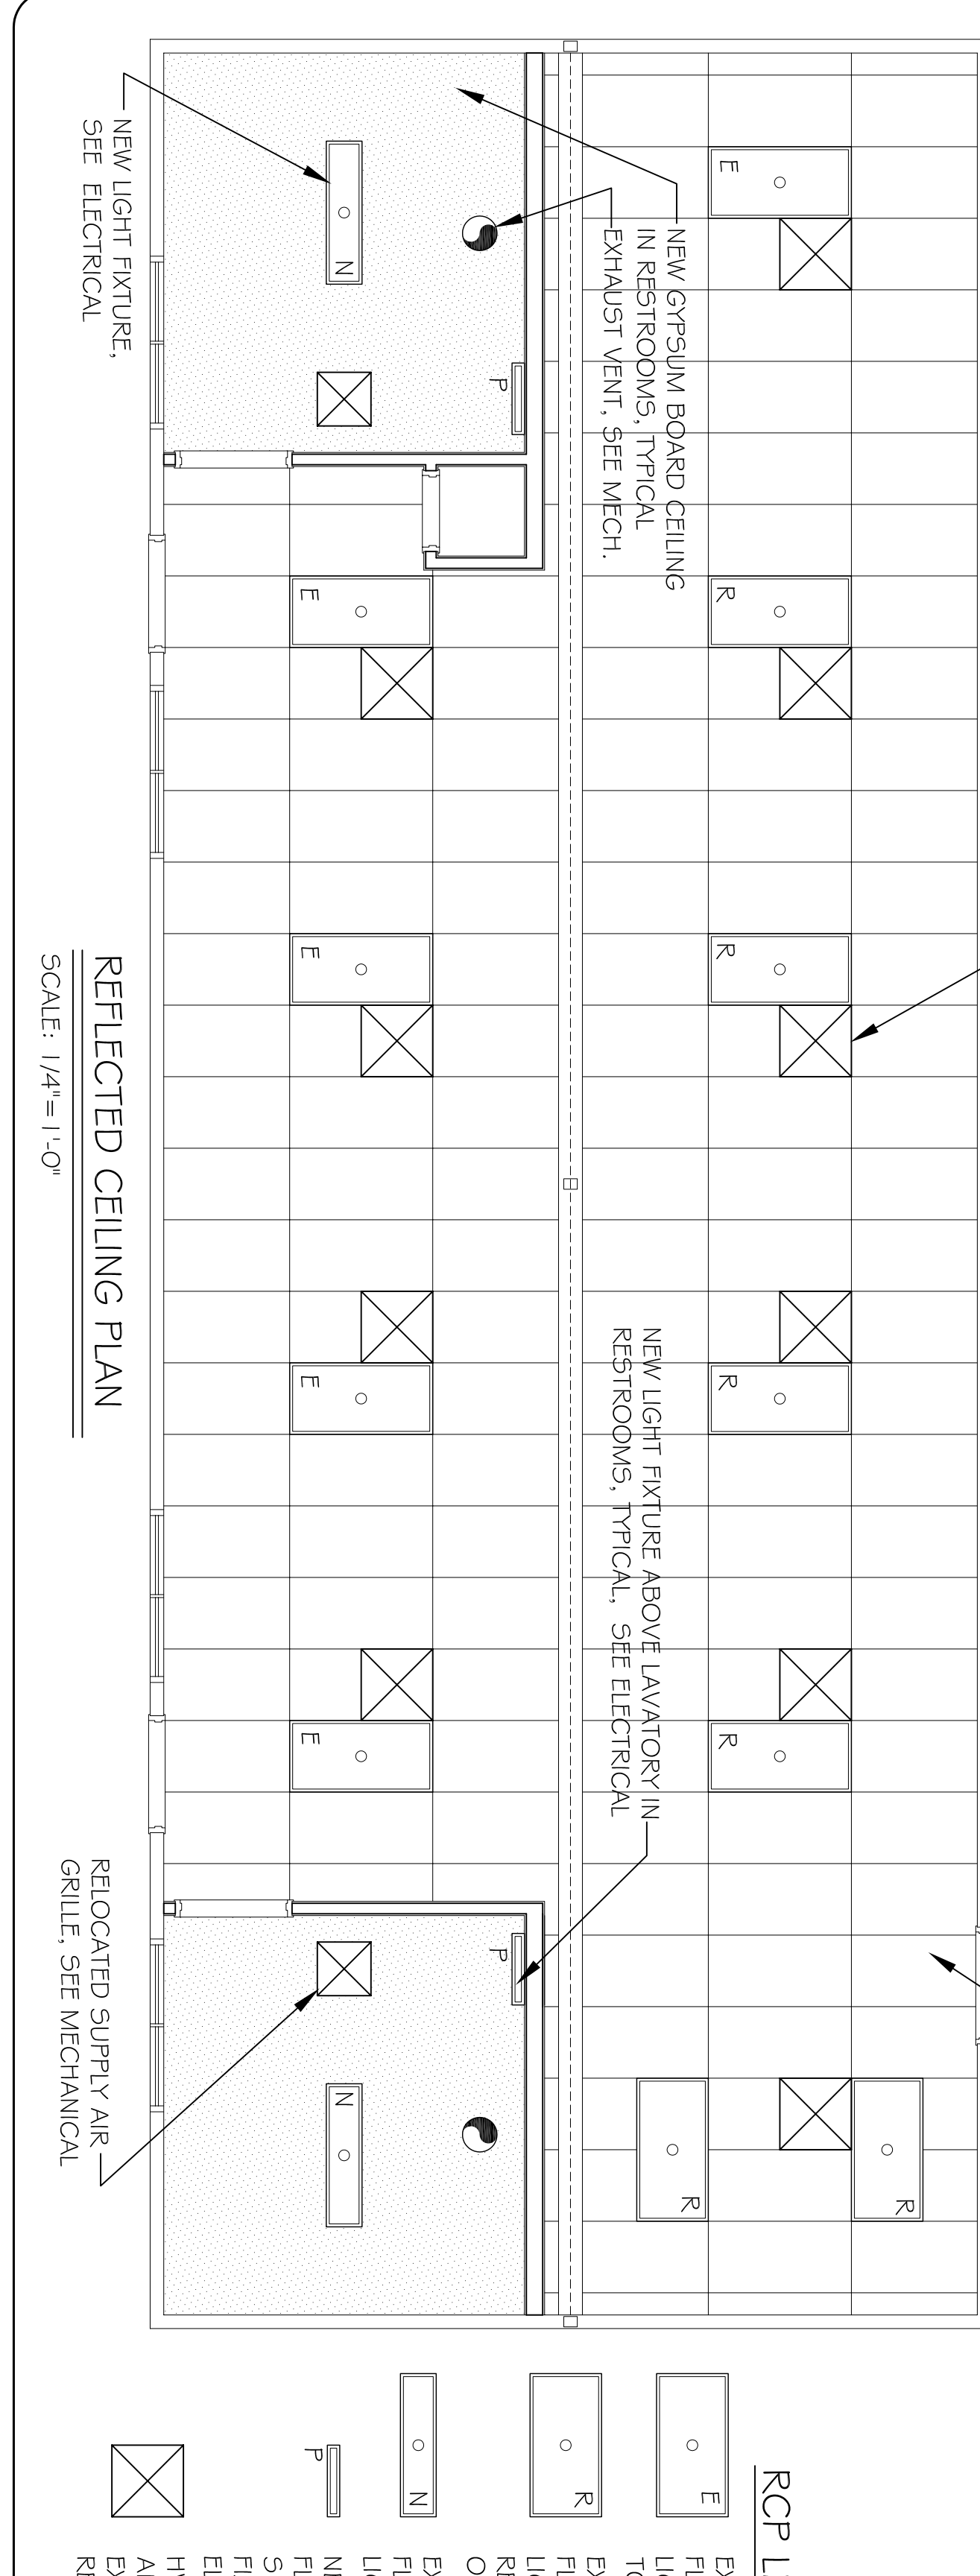 NEW GYPSUM BOARD CEILING
IN RESTROOMS, TYPICAL
EXHAUST VENT, SEE MECH.
NEW LIGHT FIXTURE ABOVE LAVATORY IN
RESTROOMS, TYPICAL, SEE ELECTRICAL
E
R
R
R
R
R
R
E
E
E
E
P
P
N
N
NEW LIGHT FIXTURE,
SEE ELECTRICAL
RELOCATED SUPPLY AIR
GRILLE, SEE MECHANICAL
REFLECTED CEILING PLAN
SCALE: 1/4"= 1'-0"
RCP
E
R
N
P